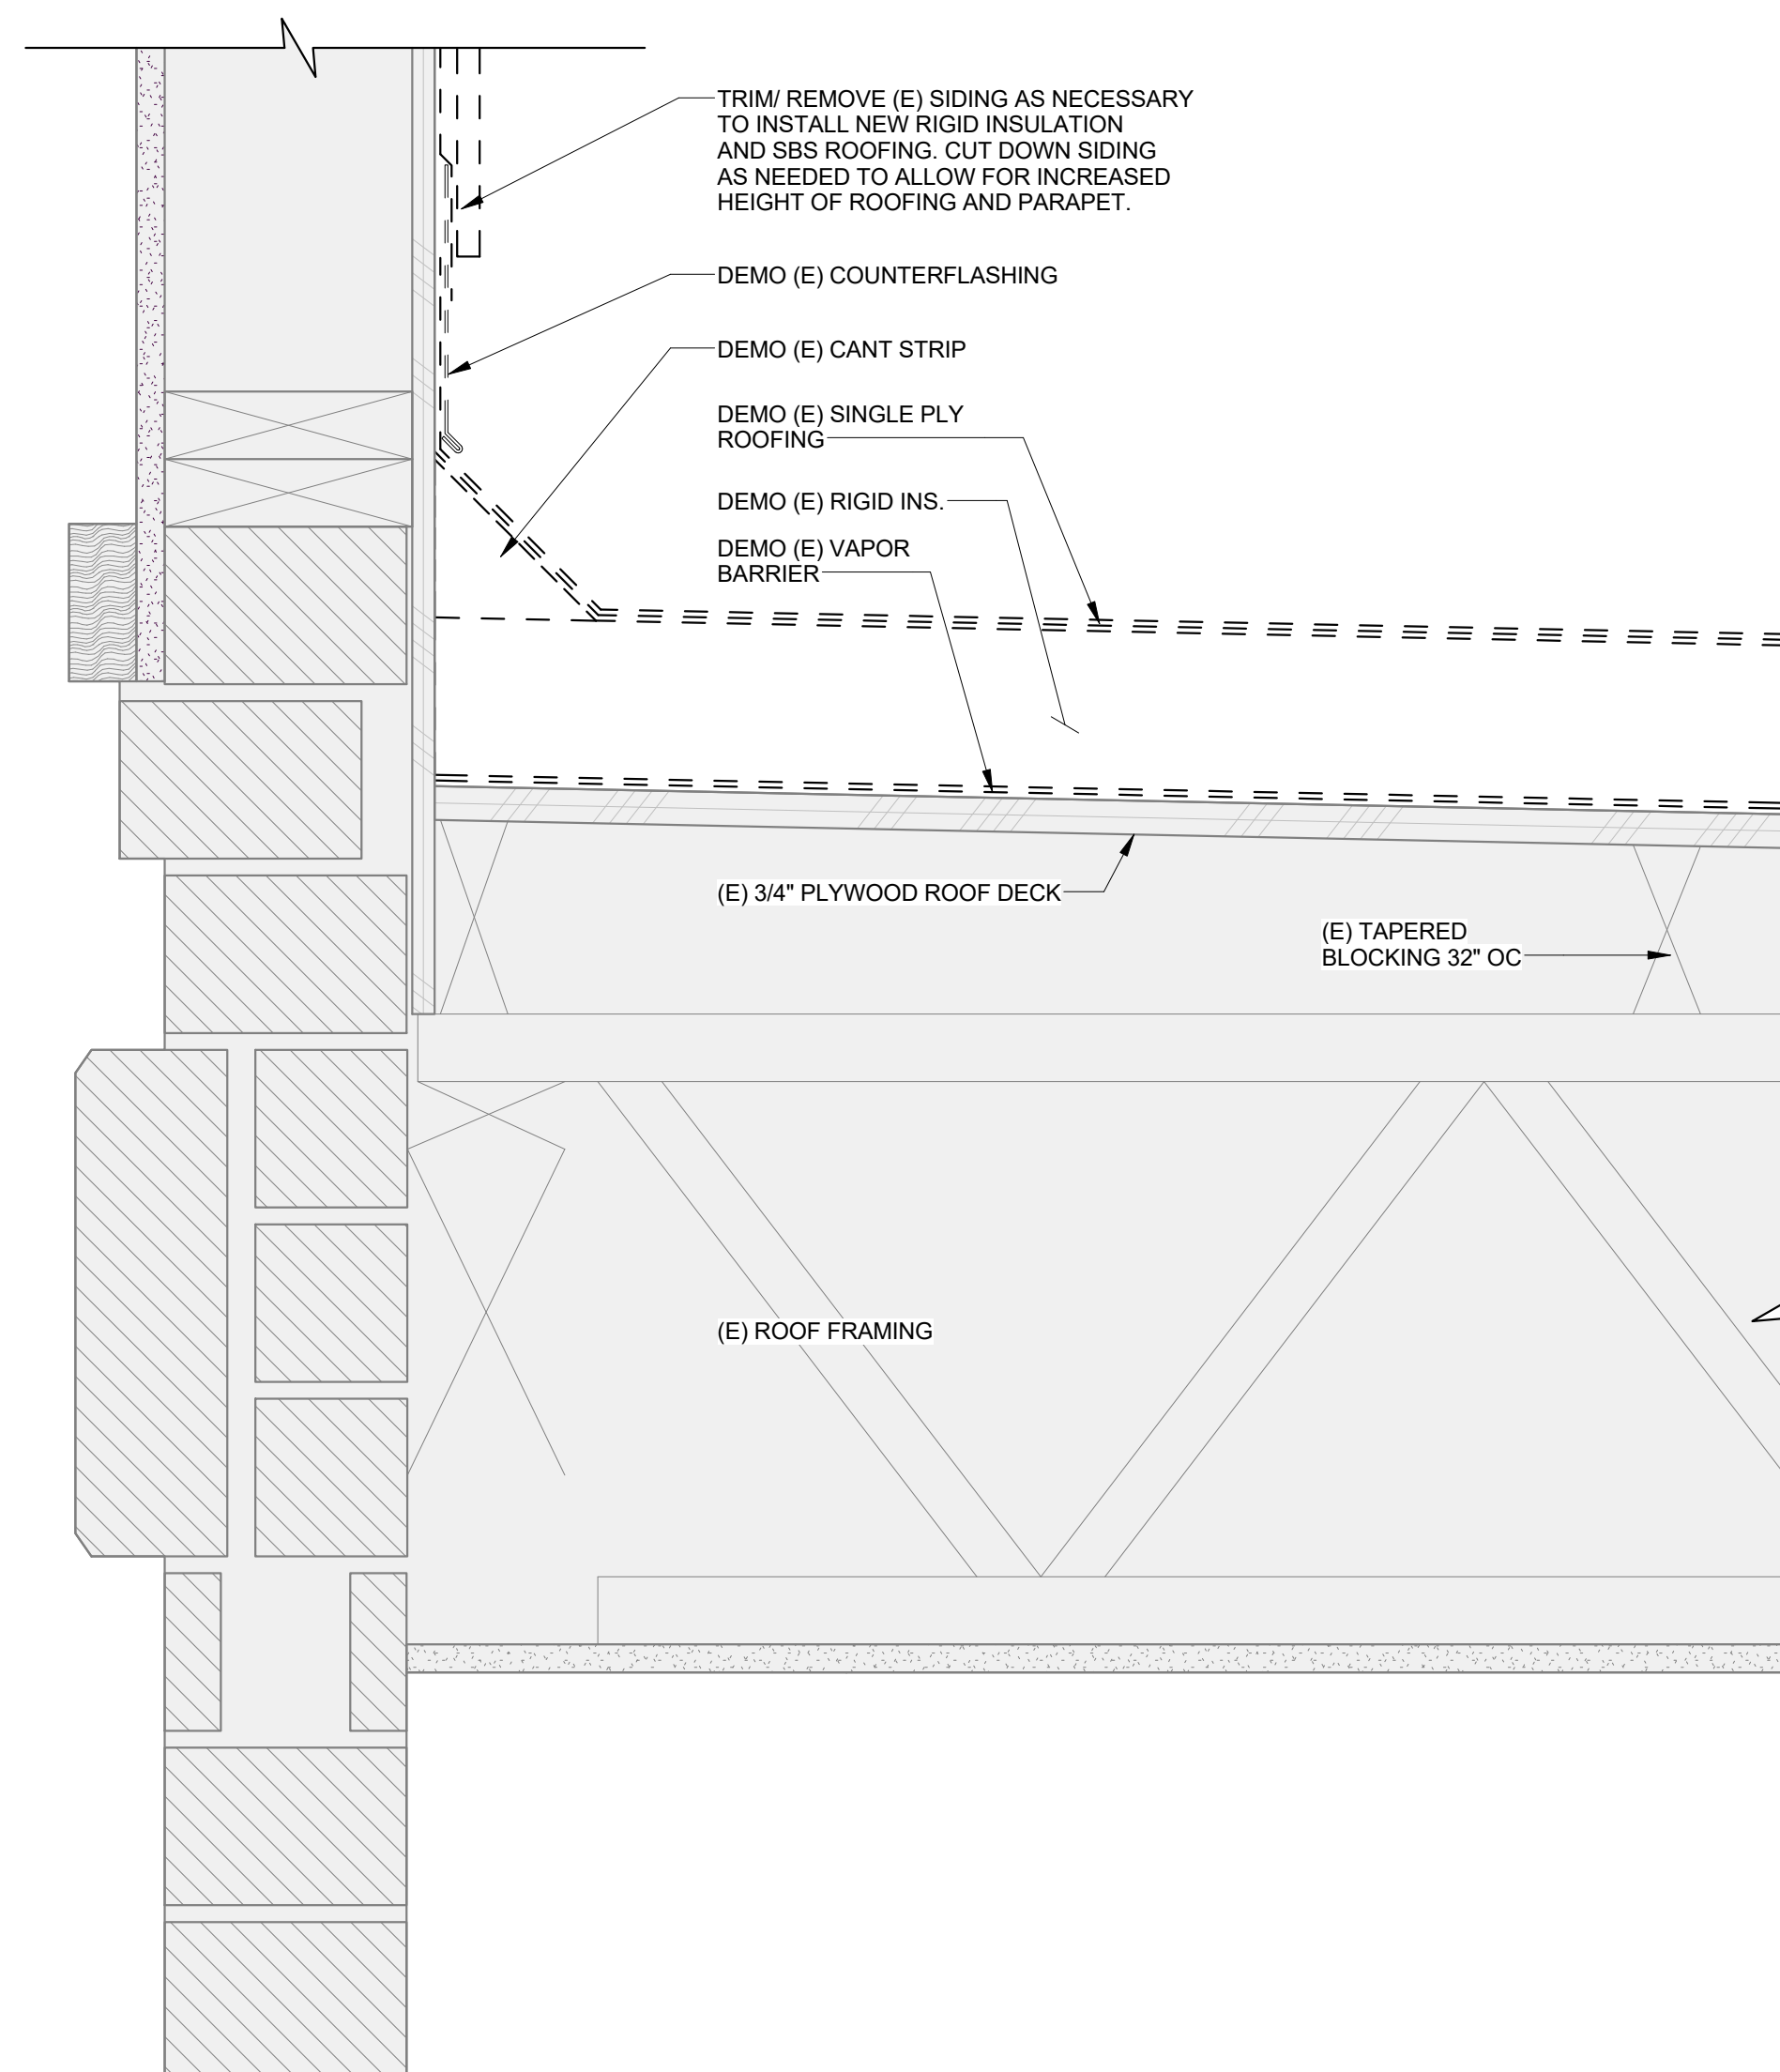 TRIM/ REMOVE (E) SIDING AS NECESSARY
TO INSTALL NEW RIGID INSULATION
AND SBS ROOFING. CUT DOWN SIDING
AS NEEDED TO ALLOW FOR INCREASED
HEIGHT OF ROOFING AND PARAPET.
DEMO (E) COUNTERFLASHING
DEMO (E) CANT STRIP
DEMO (E) SINGLE PLY
ROOFING
DEMO (E) RIGID INS.
DEMO (E) VAPOR
BARRIER
(E) 3/4" PLYWOOD ROOF DECK
(E) TAPERED
BLOCKING 32" OC
(E) ROOF FRAMING